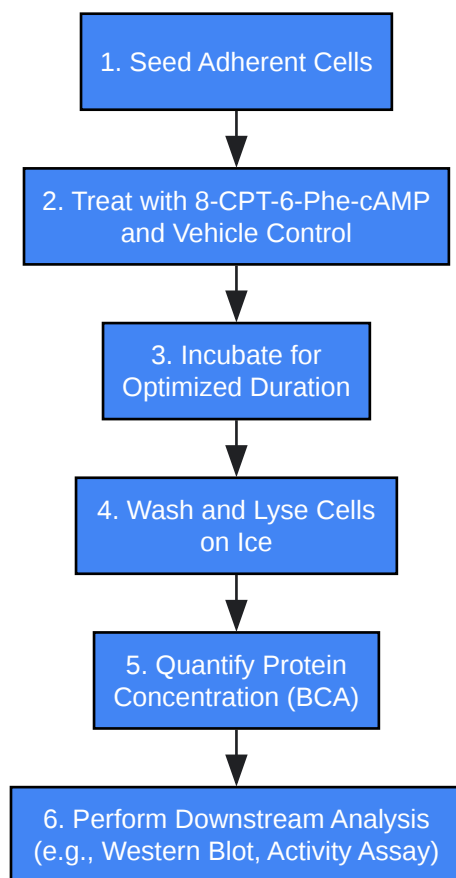 1. Seed Adherent Cells
2. Treat with 8-CPT-6-Phe-cAMP
and Vehicle Control
3. Incubate for
Optimized Duration
4. Wash and Lyse Cells
on Ice
5. Quantify Protein
Concentration (BCA)
6. Perform Downstream Analysis
(e.g., Western Blot, Activity Assay)